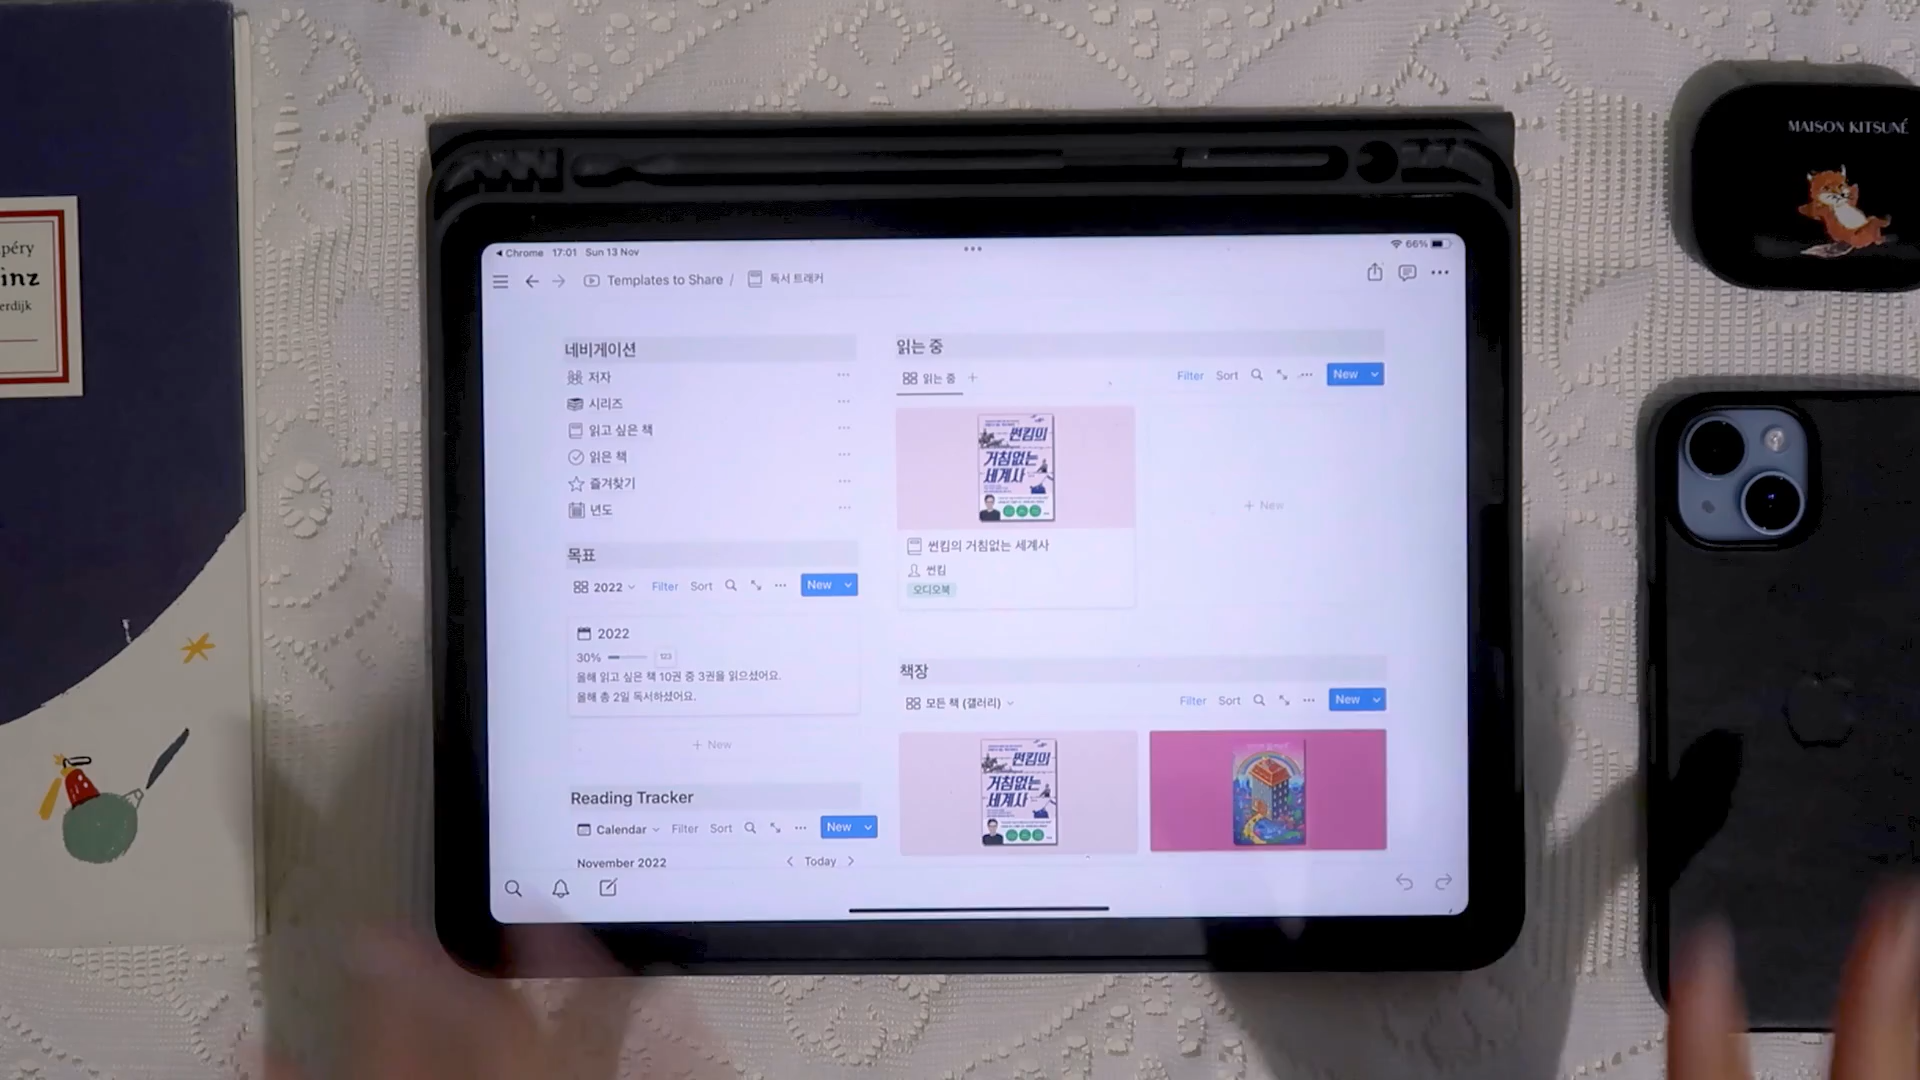 péry
inz
erdijk
MAISON KITSUNÉ
Chrome 17:01 Sun 13 Nov
66%
Templates to Share / 독서 트래커
네비게이션
저자
시리즈
읽고 싶은 책
읽은 책
즐겨찾기
년도
목표
2022 Filter Sort New
2022
30% 123
올해 읽고 싶은 책 10권 중 3권을 읽으셨어요.
올해 총 2일 독서하셨어요.
+ New
Reading Tracker
Calendar Filter Sort New
November 2022 Today
읽는 중
읽는 중 + Filter Sort New
썬킴의
거침없는
세계사
썬킴의 거침없는 세계사
썬킴
오디오북
+ New
책장
모든 책 (갤러리) Filter Sort New
썬킴의
거침없는
세계사